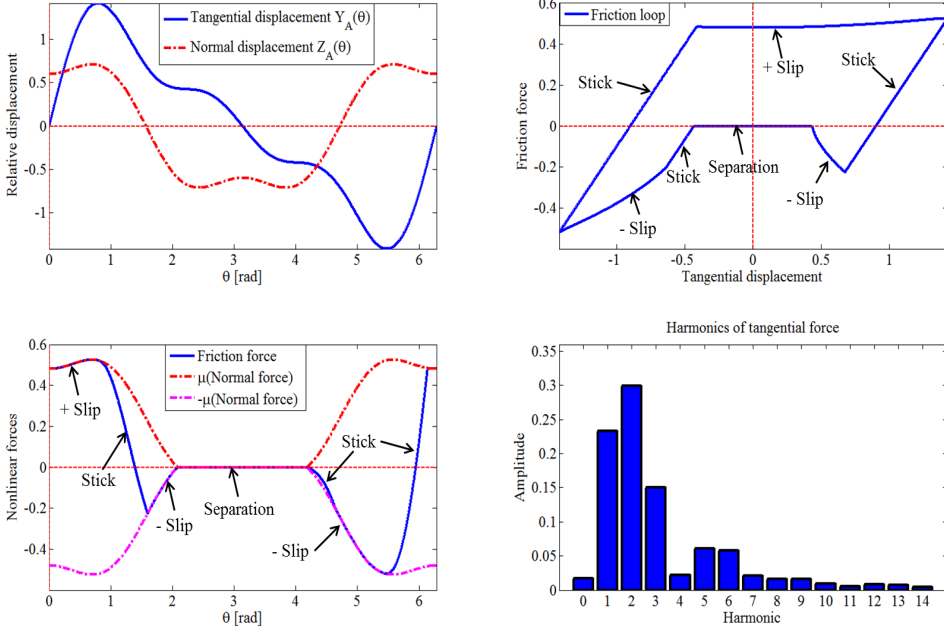 Tangential displacement Y_A(θ)
Normal displacement Z_A(θ)
Relative displacement
1
0.5
0
-0.5
-1
0 1 2 3 4 5 6
θ [rad]
Friction loop
Friction force
0.6
0.4
0.2
0
-0.2
-0.4
Stick
+ Slip
Stick
Separation
Stick
- Slip
- Slip
-1 -0.5 0 0.5 1
Tangential displacement
Friction force
μ(Normal force)
-μ(Normal force)
Nonlinear forces
0.6
0.4
0.2
0
-0.2
-0.4
+ Slip
Stick
Stick
Separation
- Slip
- Slip
0 1 2 3 4 5 6
θ [rad]
Harmonics of tangential force
Amplitude
0.35
0.3
0.25
0.2
0.15
0.1
0.05
0
0 1 2 3 4 5 6 7 8 9 10 11 12 13 14
Harmonic